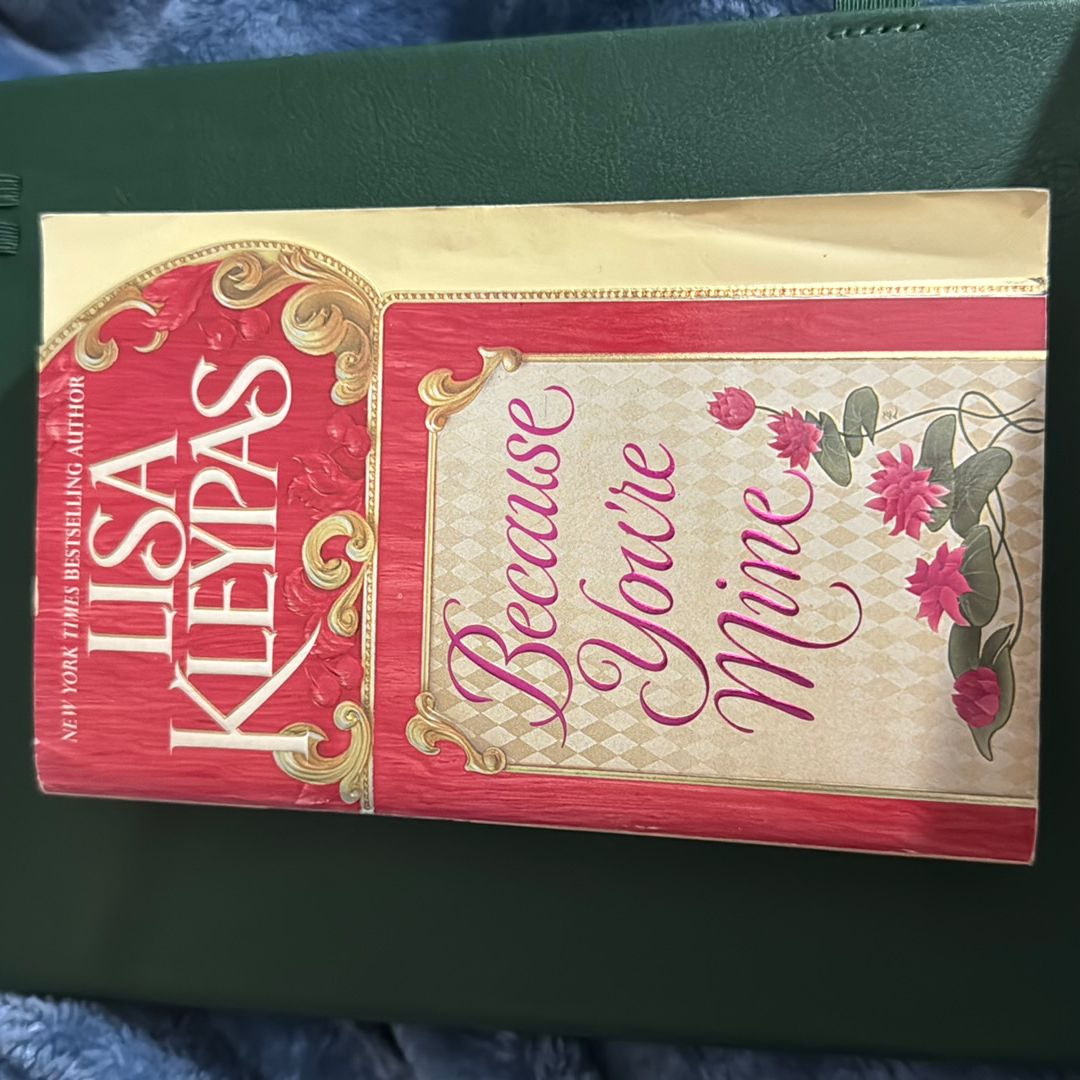 NEW YORK TIMES BESTSELLING AUTHOR
LISA
KLEYPAS
Because
You're
Mine